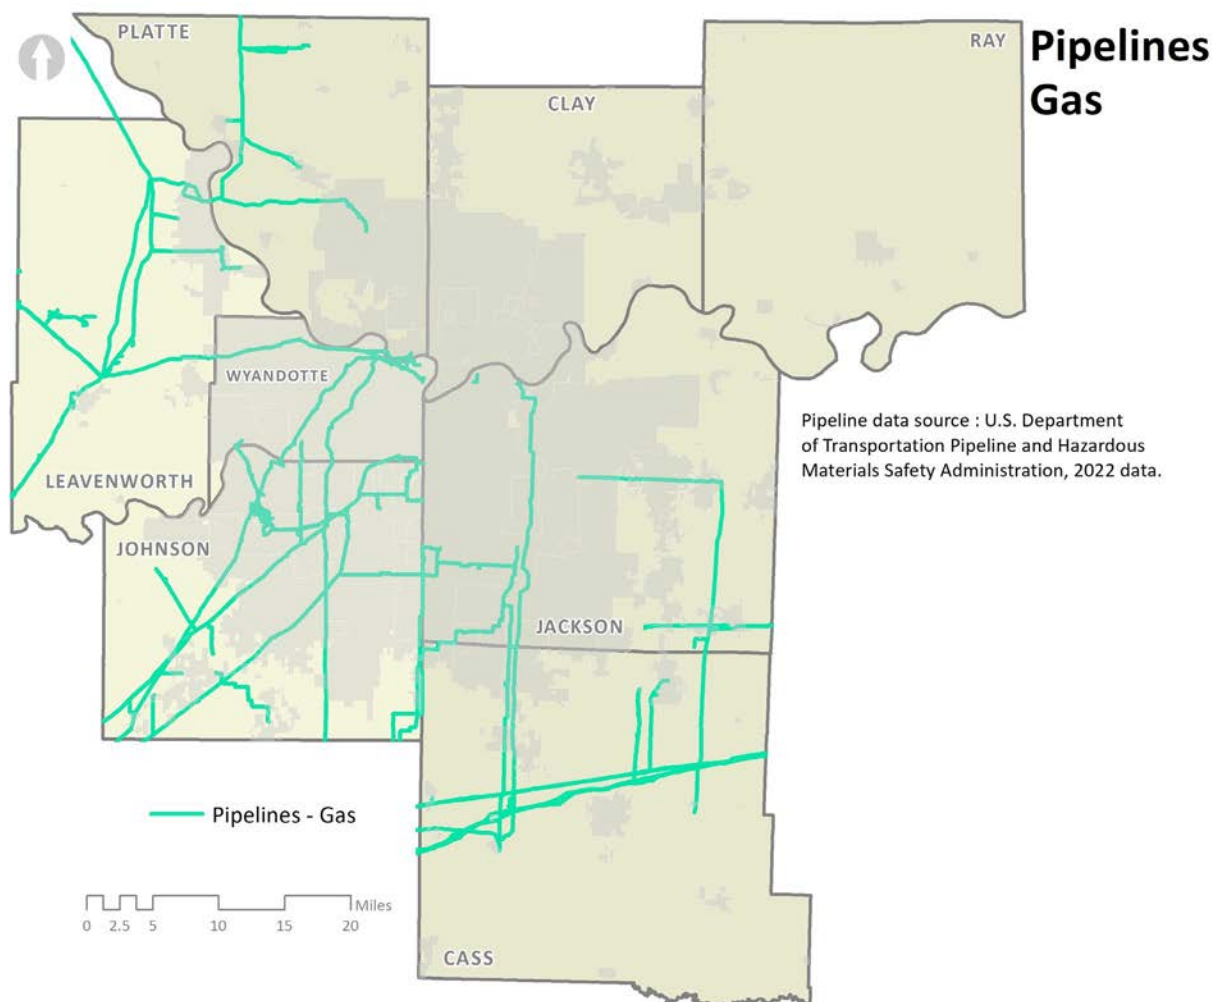 Pipelines
Gas
PLATTE
RAY
CLAY
WYANDOTTE
Pipeline data source : U.S. Department
of Transportation Pipeline and Hazardous
Materials Safety Administration, 2022 data.
LEAVENWORTH
JOHNSON
JACKSON
Pipelines - Gas
Miles
0 2.5 5 10 15 20
CASS